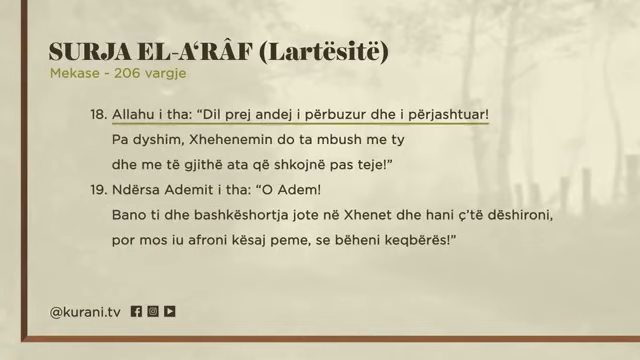 SURJA EL-A‘RÂF (Lartësitë)
Mekase - 206 vargje
18. Allahu i tha: “Dil prej andej i përbuzur dhe i përjashtuar!
Pa dyshim, Xhehenemin do ta mbush me ty
dhe me të gjithë ata që shkojnë pas teje!”
19. Ndërsa Ademit i tha: “O Adem!
Bano ti dhe bashkëshortja jote në Xhenet dhe hani ç’të dëshironi,
por mos iu afroni kësaj peme, se bëheni keqbërës!”
@kurani.tv